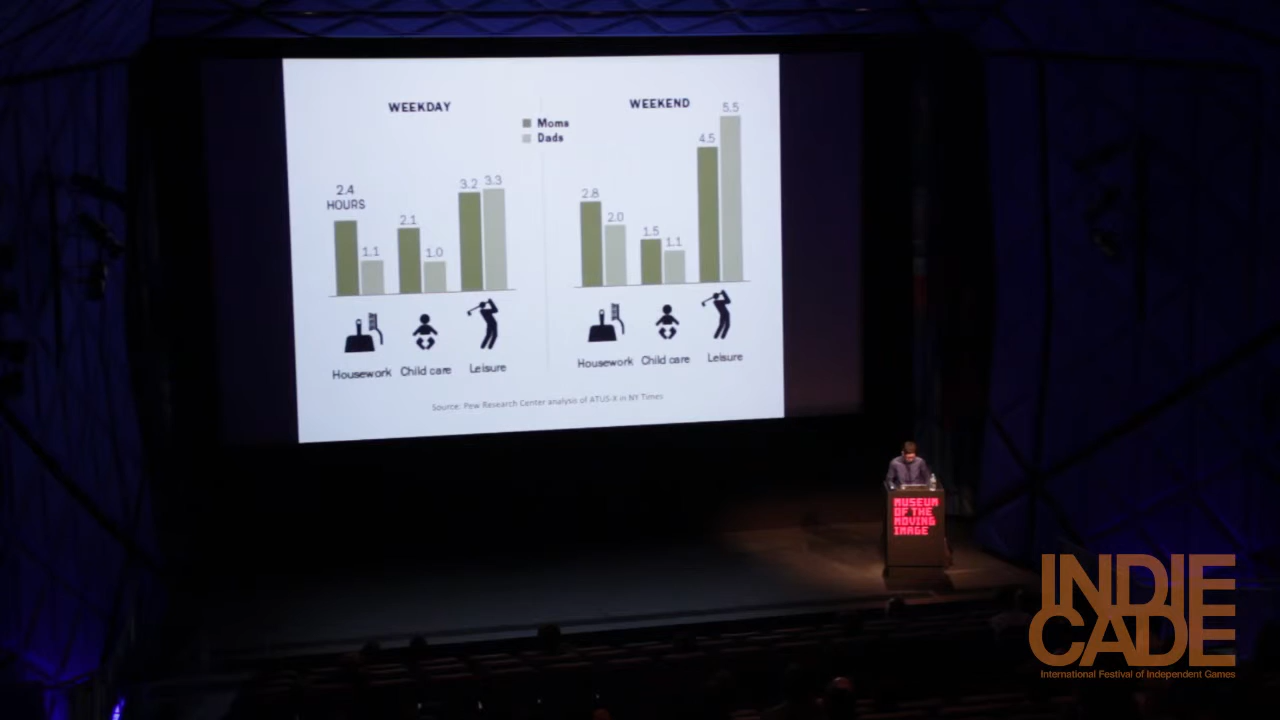 WEEKDAY
WEEKEND
Moms
Dads
2.4
HOURS
1.1
2.1
1.0
3.2
3.3
2.8
2.0
1.5
1.1
4.5
5.5
Housework
Child care
Leisure
Housework
Child care
Leisure
Source: Pew Research Center analysis of ATUS-X in NY Times
MUSEUM
OF THE
MOVING
IMAGE
INDIE
CADE
International Festival of Independent Games